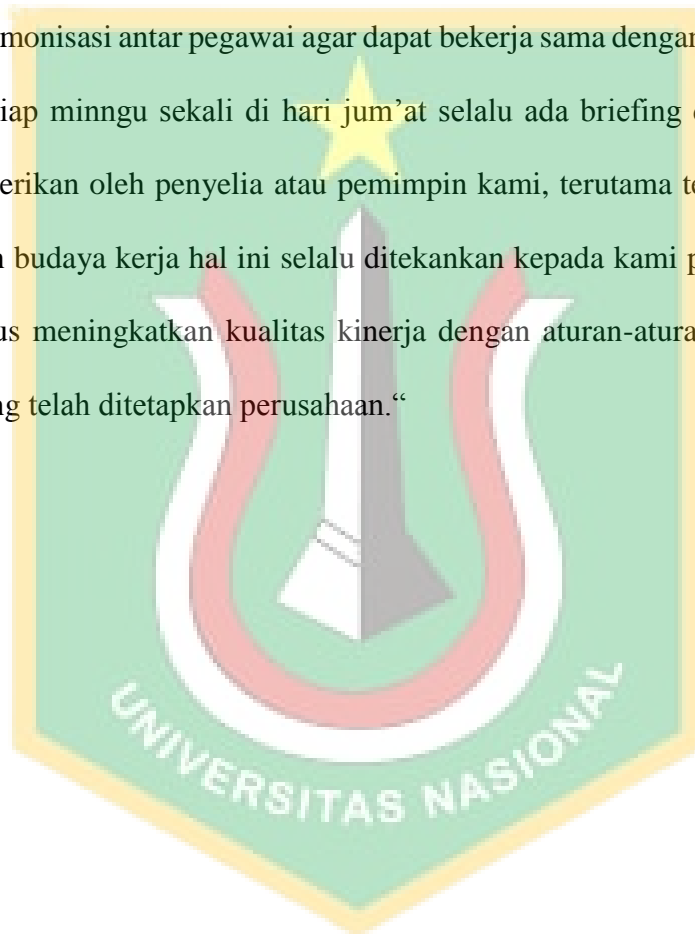 monisasi antar pegawai agar dapat bekerja sama dengan
iap minngu sekali di hari jum’at selalu ada briefing
erikan oleh penyelia atau pemimpin kami, terutama te
n budaya kerja hal ini selalu ditekankan kepada kami p
us meningkatkan kualitas kinerja dengan aturan-atura
ng telah ditetapkan perusahaan.“
UNIVERSITAS NASIONAL